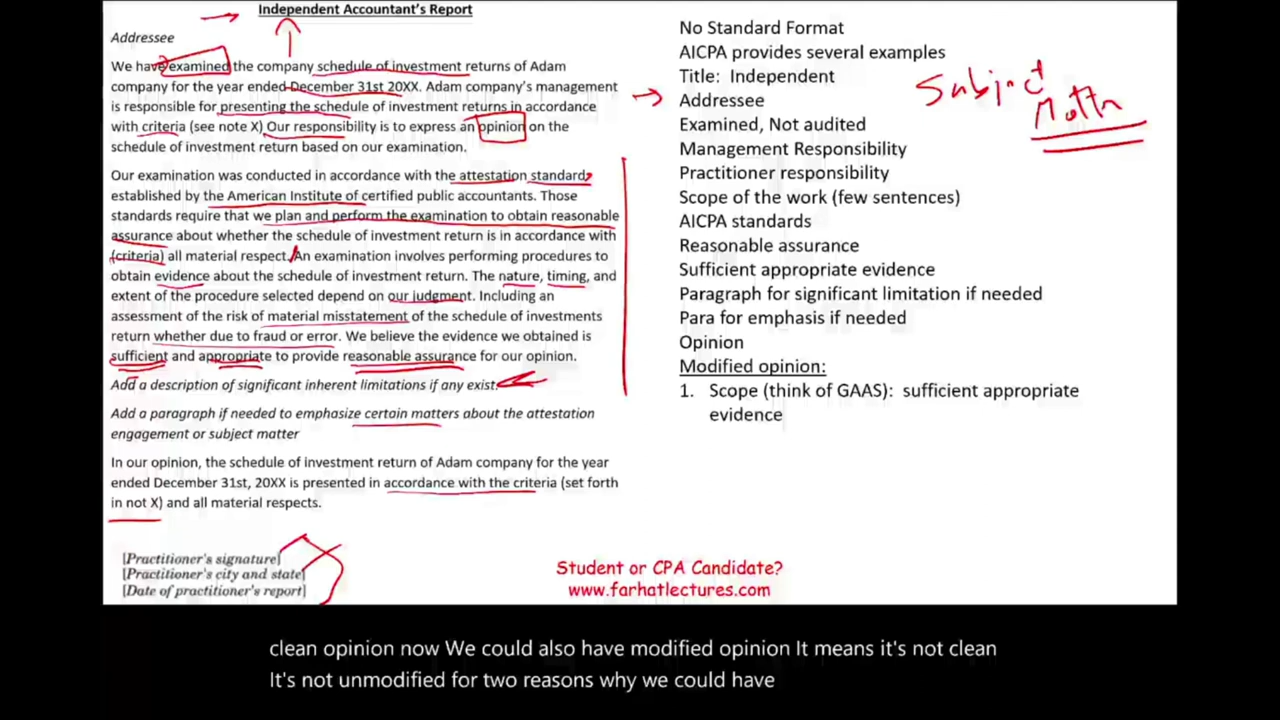 Independent Accountant's Report
Addressee
We have examined the company schedule of investment returns of Adam
company for the year ended December 31st 20XX. Adam company's management
is responsible for presenting the schedule of investment returns in accordance
with criteria (see note X) Our responsibility is to express an opinion on the
schedule of investment return based on our examination.
Our examination was conducted in accordance with the attestation standards
established by the American Institute of certified public accountants. Those
standards require that we plan and perform the examination to obtain reasonable
assurance about whether the schedule of investment return is in accordance with
(criteria) all material respect. An examination involves performing procedures to
obtain evidence about the schedule of investment return. The nature, timing, and
extent of the procedure selected depend on our judgment. Including an
assessment of the risk of material misstatement of the schedule of investments
return whether due to fraud or error. We believe the evidence we obtained is
sufficient and appropriate to provide reasonable assurance for our opinion.
Add a description of significant inherent limitations if any exist.
Add a paragraph if needed to emphasize certain matters about the attestation
engagement or subject matter
In our opinion, the schedule of investment return of Adam company for the year
ended December 31st, 20XX is presented in accordance with the criteria (set forth
in not X) and all material respects.
[Practitioner's signature]
[Practitioner's city and state]
[Date of practitioner's report]
No Standard Format
AICPA provides several examples
Title: Independent
Addressee
Examined, Not audited
Management Responsibility
Practitioner responsibility
Scope of the work (few sentences)
AICPA standards
Reasonable assurance
Sufficient appropriate evidence
Paragraph for significant limitation if needed
Para for emphasis if needed
Opinion
Modified opinion:
1. Scope (think of GAAS): sufficient appropriate
evidence
Subject
Matter
Student or CPA Candidate?
www.farhatlectures.com
clean opinion now We could also have modified opinion It means it's not clean
It's not unmodified for two reasons why we could have